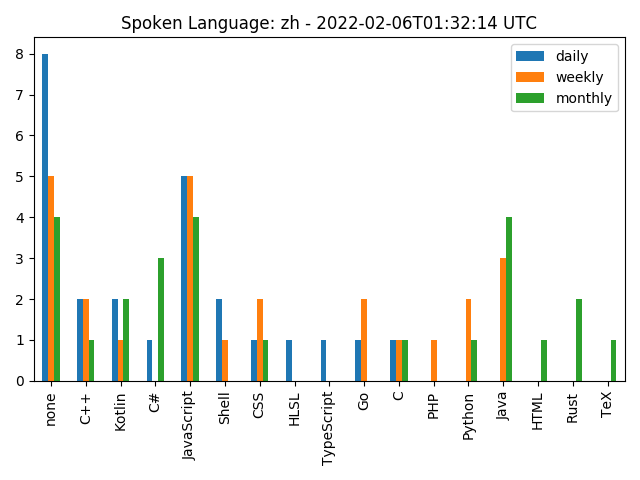 Spoken Language: zh - 2022-02-06T01:32:14 UTC
daily
weekly
monthly
8
7
6
5
4
3
2
1
0
none
C++
Kotlin
C#
JavaScript
Shell
CSS
HLSL
TypeScript
Go
C
PHP
Python
Java
HTML
Rust
TeX